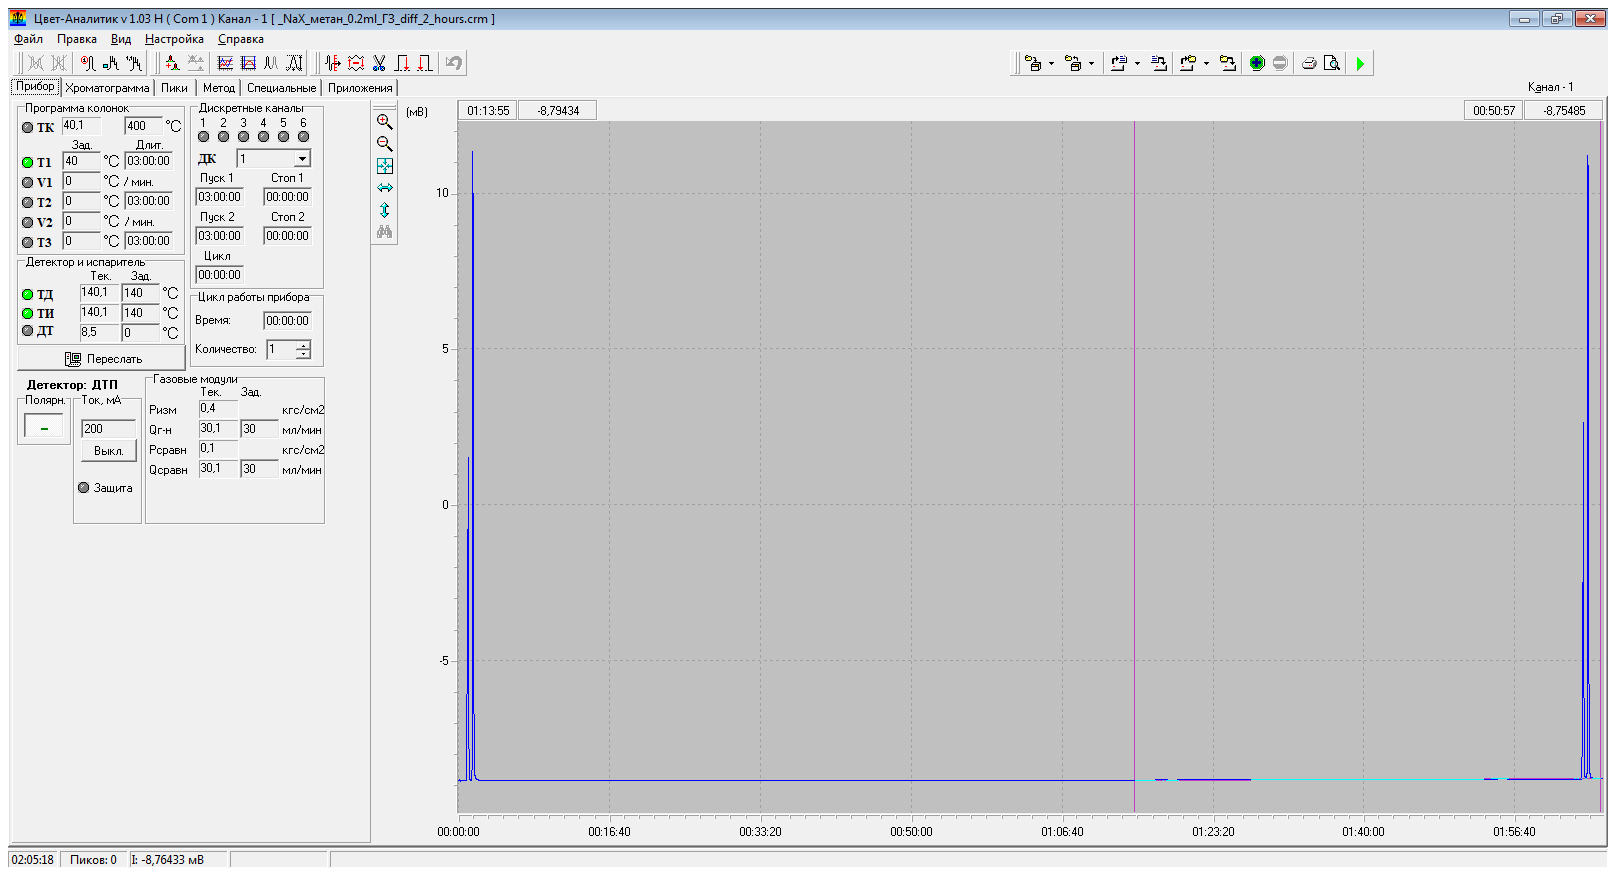 Цвет-Аналитик v 1.03 H ( Com 1 ) Канал - 1 [ _NaX_метан_0.2ml_Г3_diff_2_hours.crm ]
Файл Правка Вид Настройка Справка
Прибор Хроматограмма Пики Метод Специальные Приложения
Канал - 1
Программа колонок
ТК 40,1 400 °C
Зад. Длит.
Т1 40 °C 03:00:00
V1 0 °C / мин.
Т2 0 °C 03:00:00
V2 0 °C / мин.
Т3 0 °C 03:00:00
Детектор и испаритель
Тек. Зад.
ТД 140,1 140 °C
ТИ 140,1 140 °C
ДТ 8,5 0 °C
Переслать
Дискретные каналы
1 2 3 4 5 6
ДК 1
Пуск 1 Стоп 1
03:00:00 00:00:00
Пуск 2 Стоп 2
03:00:00 00:00:00
Цикл
00:00:00
Цикл работы прибора
Время: 00:00:00
Количество: 1
Детектор: ДТП
Полярн.
–
Ток, мА
200
Выкл.
Защита
Газовые модули
Тек. Зад.
Ризм 0,4 кгс/см2
Qг-н 30,1 30 мл/мин
Рсравн 0,1 кгс/см2
Qсравн 30,1 30 мл/мин
(мВ) 01:13:55 -8,79434 00:50:57 -8,75485
10
5
0
-5
00:00:00 00:16:40 00:33:20 00:50:00 01:06:40 01:23:20 01:40:00 01:56:40
02:05:18 Пиков: 0 I: -8,76433 мВ